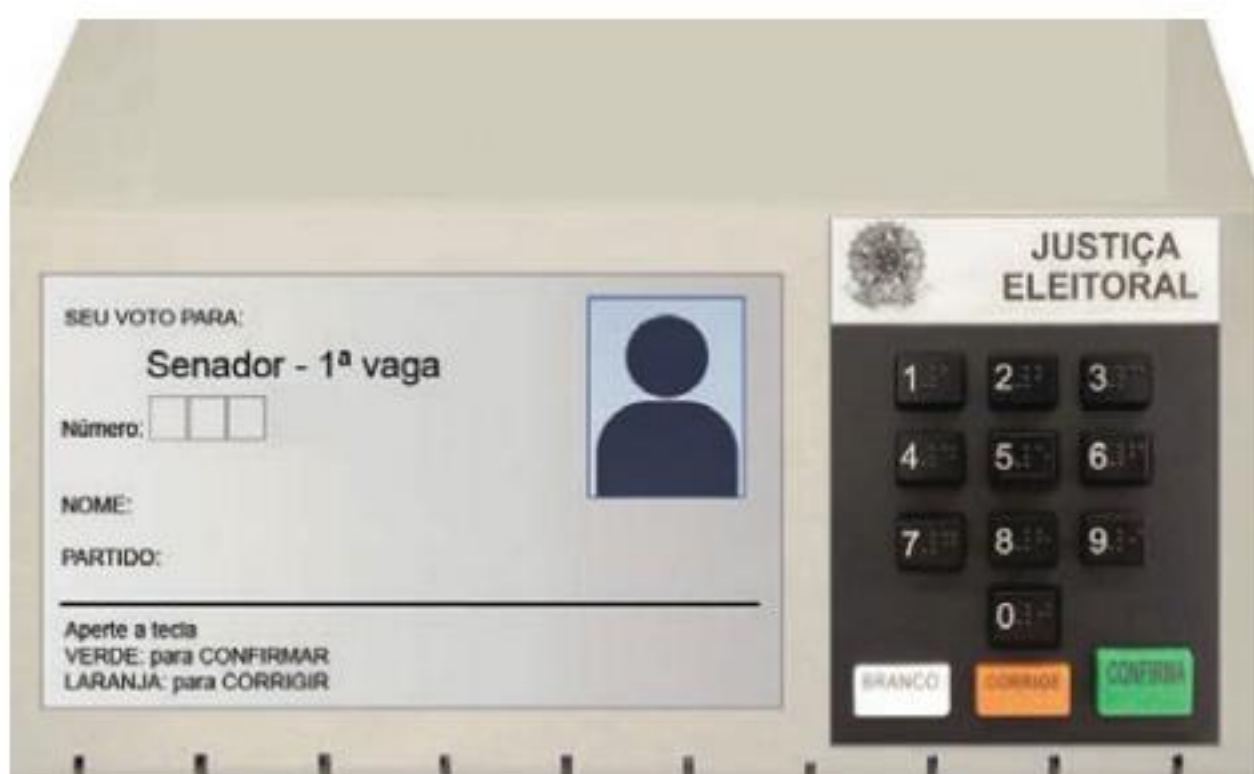 SEU VOTO PARA:
Senador - 1ª vaga
Número:
NOME:
PARTIDO:
Aperte a tecla
VERDE: para CONFIRMAR
LARANJA: para CORRIGIR
JUSTIÇA
ELEITORAL
1 2 3
4 5 6
7 8 9
0
BRANCO CORRIGE CONFIRMA